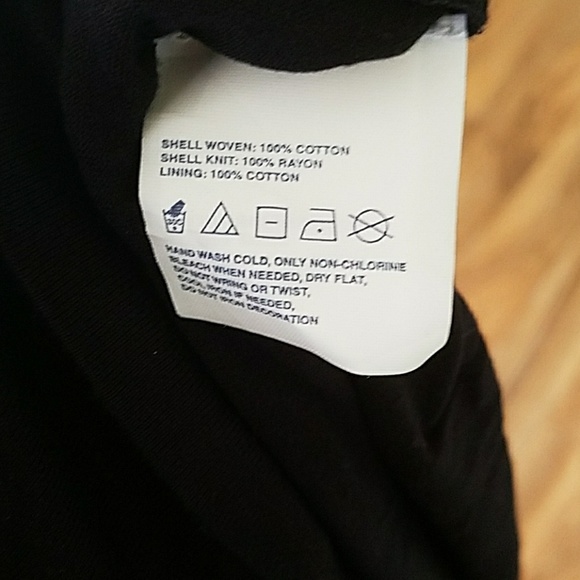 SHELL WOVEN: 100% COTTON
SHELL KNIT: 100% RAYON
LINING: 100% COTTON
HAND WASH COLD, ONLY NON-CHLORINE
BLEACH WHEN NEEDED, DRY FLAT,
DO NOT WRING OR TWIST,
COOL IRON IF NEEDED,
DO NOT IRON DECORATION